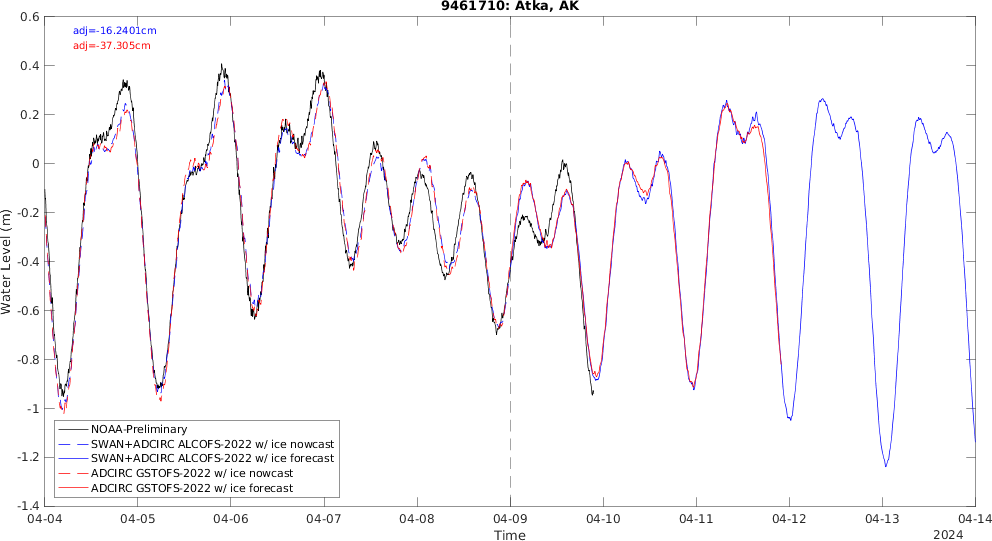 9461710: Atka, AK
adj=-16.2401cm
adj=-37.305cm
0.6
0.4
0.2
0
-0.2
-0.4
-0.6
-0.8
-1
-1.2
-1.4
Water Level (m)
NOAA-Preliminary
SWAN+ADCIRC ALCOFS-2022 w/ ice nowcast
SWAN+ADCIRC ALCOFS-2022 w/ ice forecast
ADCIRC GSTOFS-2022 w/ ice nowcast
ADCIRC GSTOFS-2022 w/ ice forecast
04-04 04-05 04-06 04-07 04-08 04-09 04-10 04-11 04-12 04-13 04-14
Time
2024